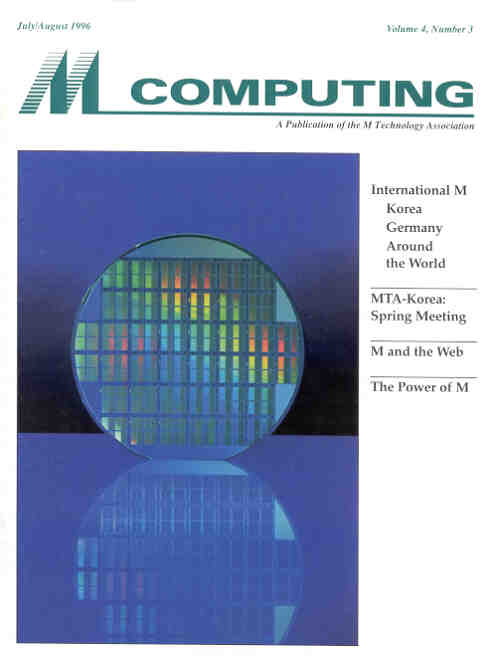 July/August 1996
Volume 4, Number 3
M COMPUTING
A Publication of the M Technology Association
International M
Korea
Germany
Around
the World
MTA-Korea:
Spring Meeting
M and the Web
The Power of M